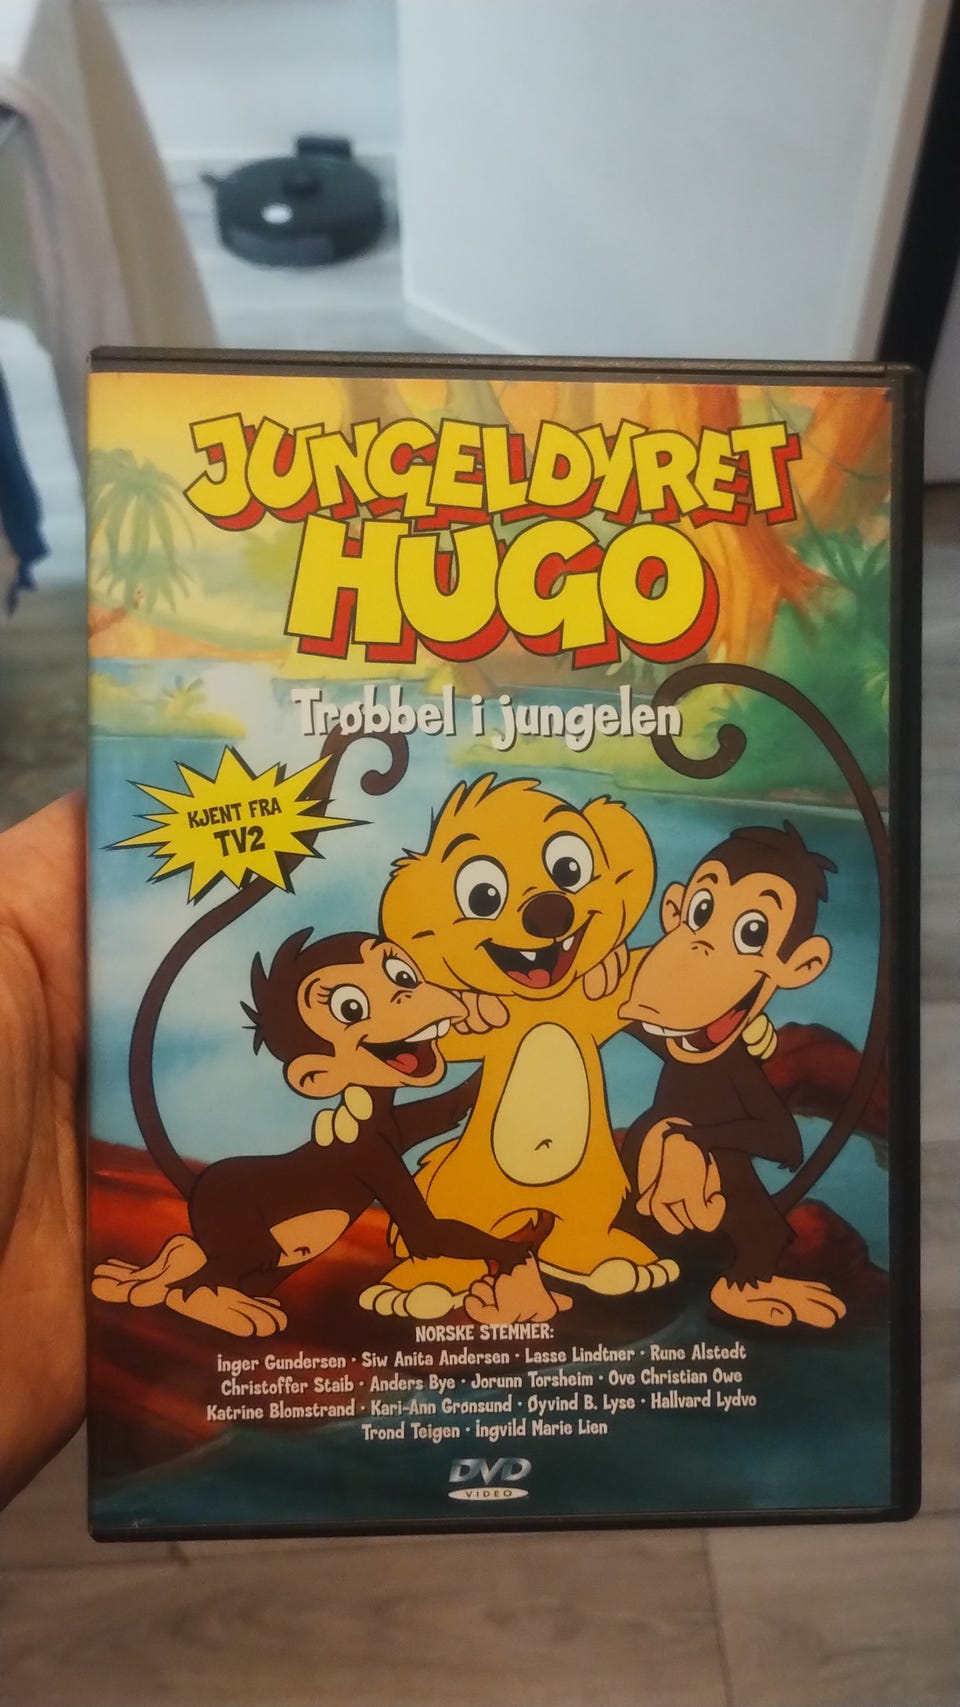 JUNGELDYRET
HUGO
Trøbbel i jungelen
KJENT FRA
TV2
NORSKE STEMMER:
Inger Gundersen · Siw Anita Andersen · Lasse Lindtner · Rune Alstedt
Christoffer Staib · Anders Bye · Jorunn Torsheim · Ove Christian Owe
Katrine Blomstrand · Kari-Ann Grønsund · Øyvind B. Lyse · Hallvard Lydvo
Trond Teigen · Ingvild Marie Lien
DVD
VIDEO